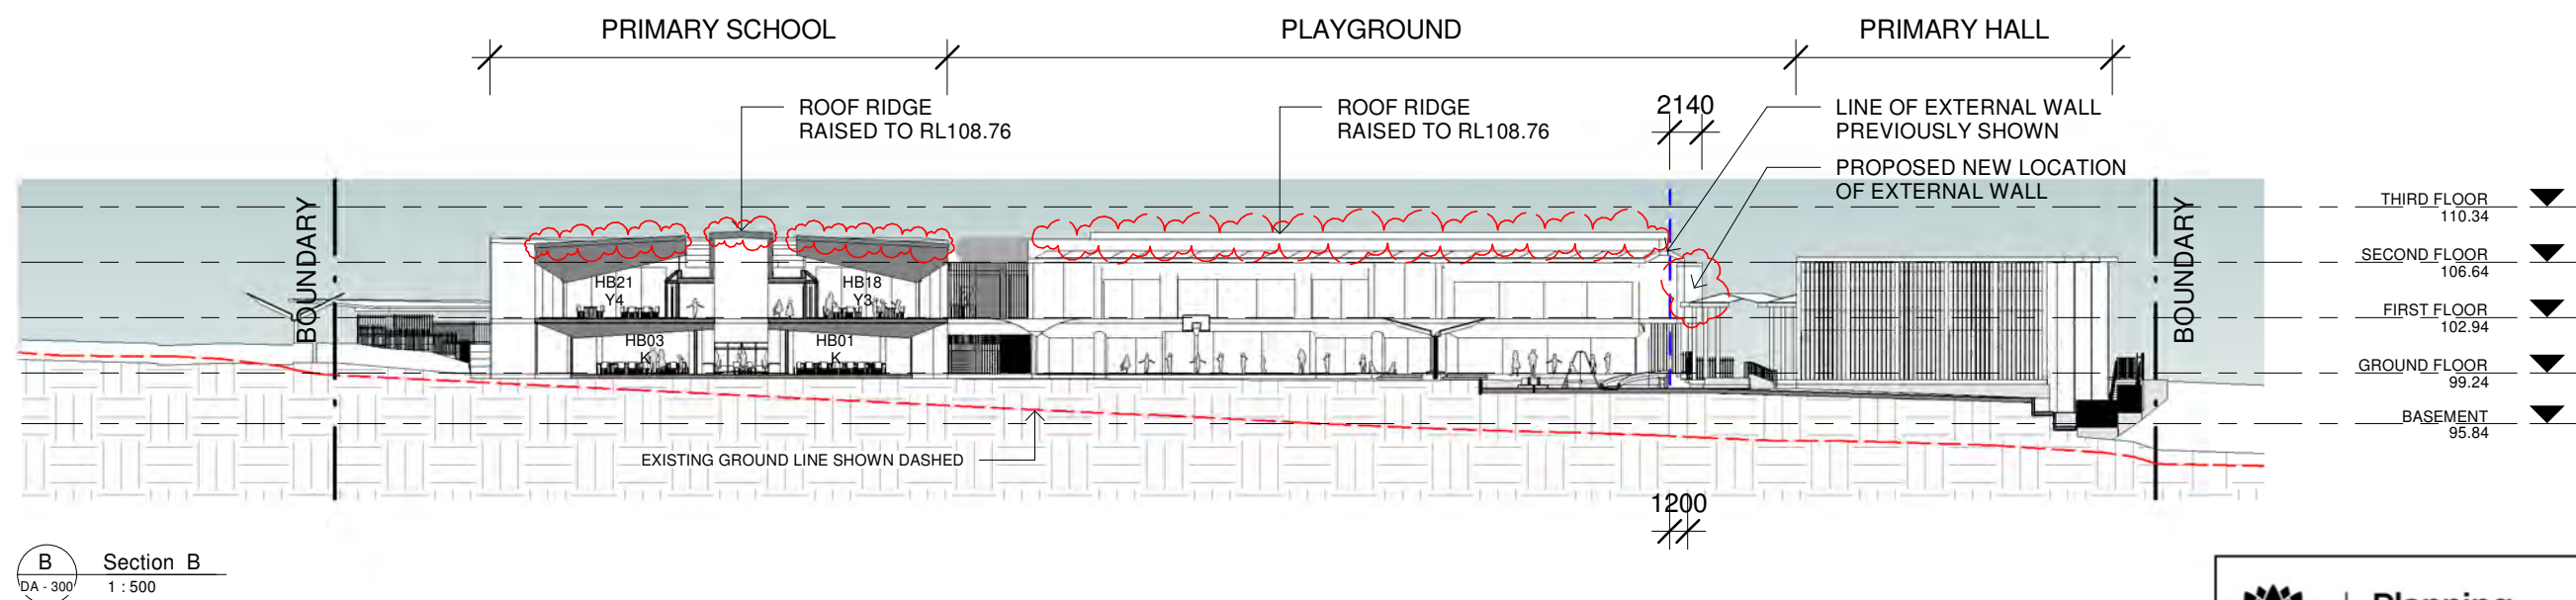 PRIMARY SCHOOL
PLAYGROUND
PRIMARY HALL
ROOF RIDGE
RAISED TO RL108.76
ROOF RIDGE
RAISED TO RL108.76
2140
LINE OF EXTERNAL WALL
PREVIOUSLY SHOWN
PROPOSED NEW LOCATION
OF EXTERNAL WALL
BOUNDARY
BOUNDARY
THIRD FLOOR
110.34
SECOND FLOOR
106.64
FIRST FLOOR
102.94
GROUND FLOOR
99.24
BASEMENT
95.84
HB21
Y4
HB18
Y3
HB03
K
HB01
K
EXISTING GROUND LINE SHOWN DASHED
1200
B
DA - 300
Section B
1 : 500
Planning